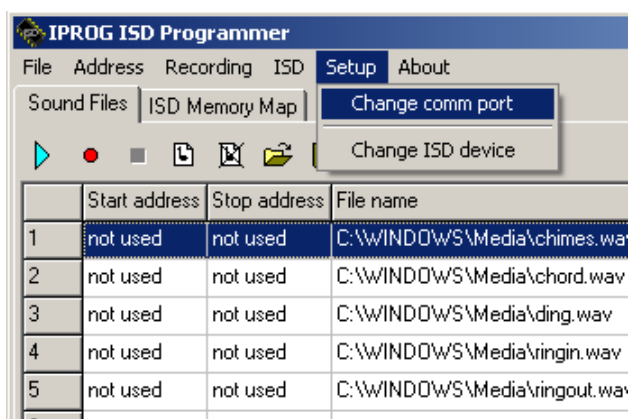 IPROG ISD Programmer
File Address Recording ISD Setup About
Sound Files ISD Memory Map
Change comm port
Change ISD device
Start address Stop address File name
1 not used not used C:\WINDOWS\Media\chimes.wa
2 not used not used C:\WINDOWS\Media\chord.wav
3 not used not used C:\WINDOWS\Media\ding.wav
4 not used not used C:\WINDOWS\Media\ringin.wav
5 not used not used C:\WINDOWS\Media\ringout.wav